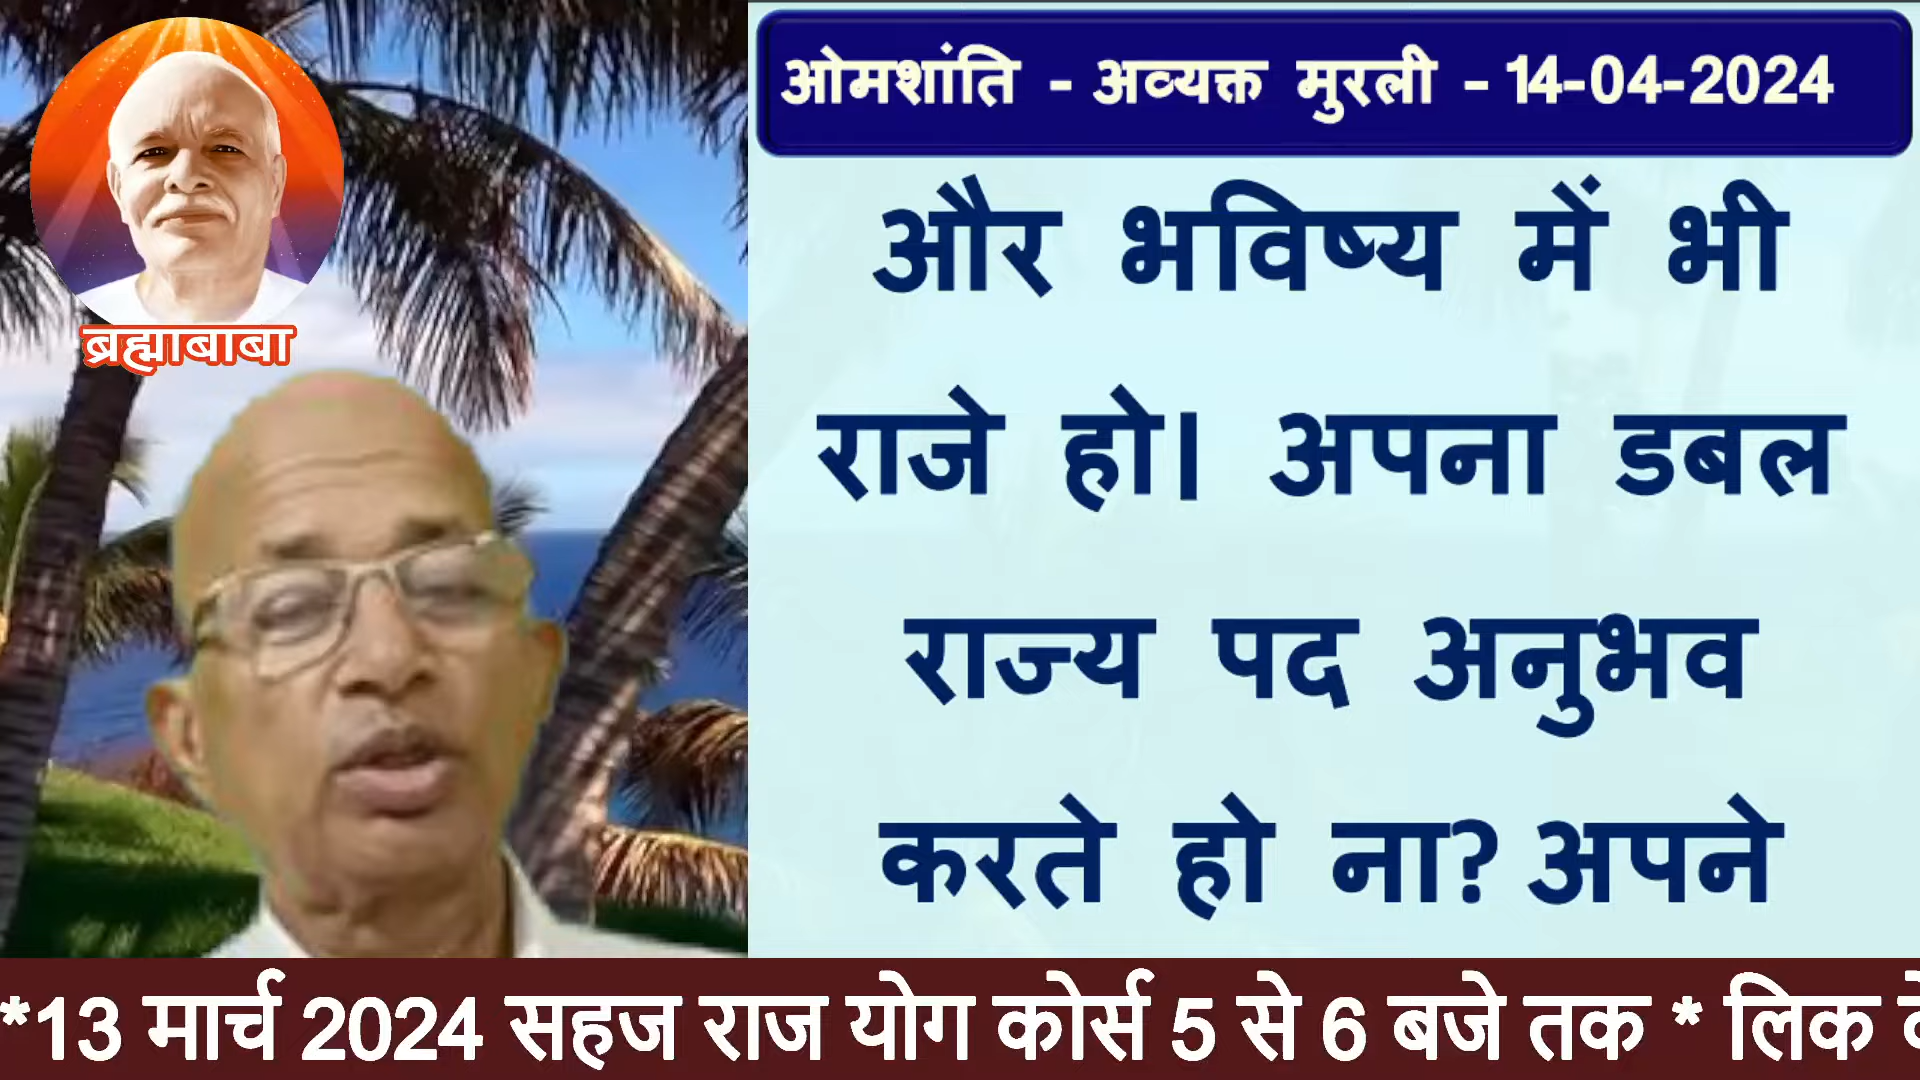 ओमशांति - अव्यक्त मुरली - 14-04-2024
ब्रह्माबाबा
और भविष्य में भी
राजे हो। अपना डबल
राज्य पद अनुभव
करते हो ना? अपने
*13 मार्च 2024 सहज राज योग कोर्स 5 से 6 बजे तक * लिक